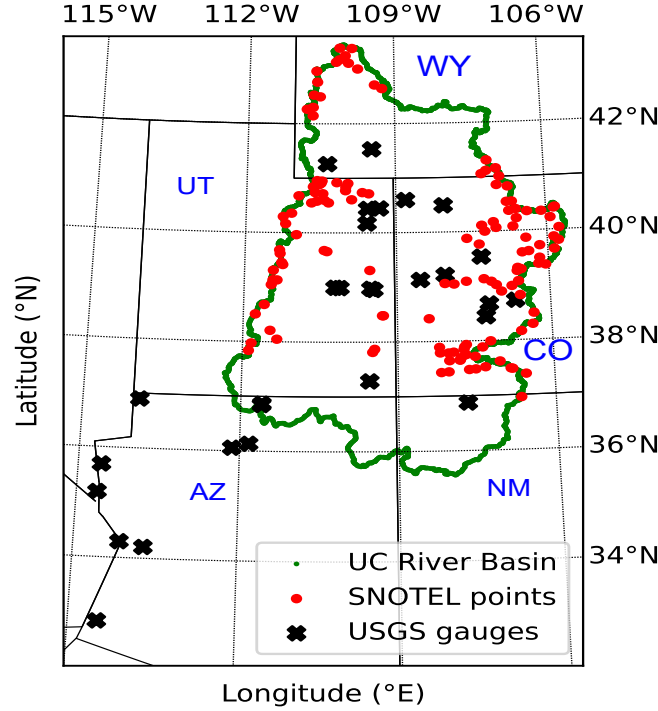 115°W 112°W 109°W 106°W
WY
42°N
UT
40°N
Latitude (°N)
38°N
CO
36°N
AZ
NM
34°N
UC River Basin
SNOTEL points
USGS gauges
Longitude (°E)